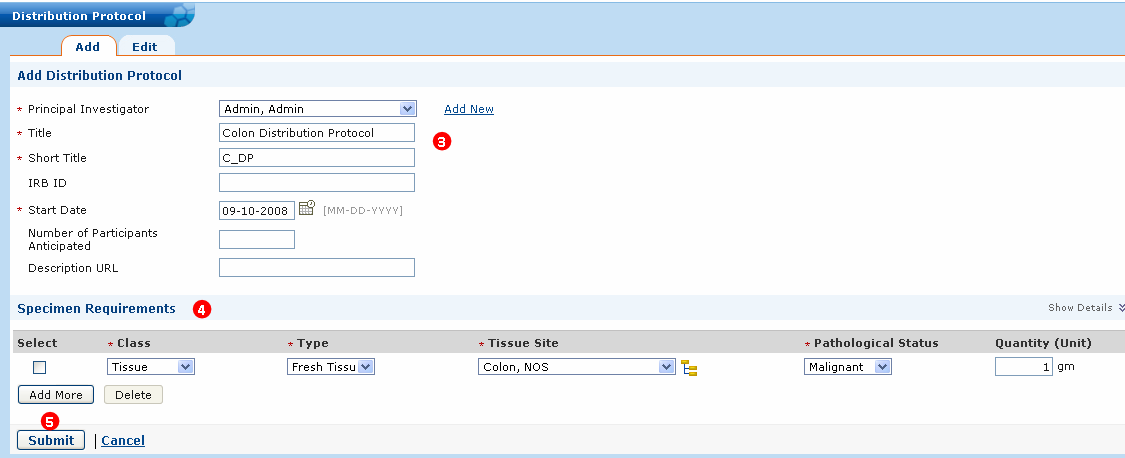 Distribution Protocol
Add Edit
Add Distribution Protocol
* Principal Investigator Admin, Admin Add New
* Title Colon Distribution Protocol
3
* Short Title C_DP
IRB ID
* Start Date 09-10-2008 [MM-DD-YYYY]
Number of Participants
Anticipated
Description URL
Specimen Requirements 4 Show Details
Select * Class * Type * Tissue Site * Pathological Status Quantity (Unit)
Tissue Fresh Tissu Colon, NOS Malignant 1 gm
Add More Delete
5
Submit | Cancel